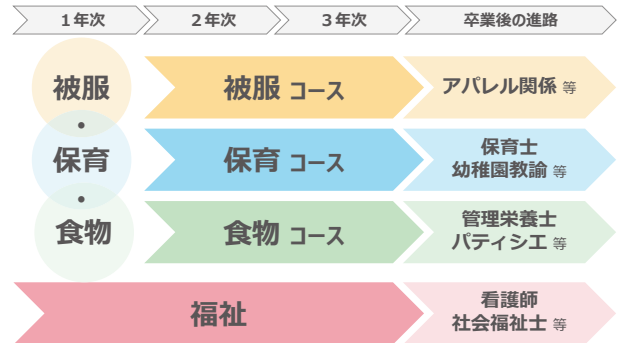 1年次 2年次 3年次 卒業後の進路
被服 被服 コース アパレル関係 等
・
保育 保育 コース 保育士
幼稚園教諭 等
・
食物 食物 コース 管理栄養士
パティシエ 等
福祉 看護師
社会福祉士 等